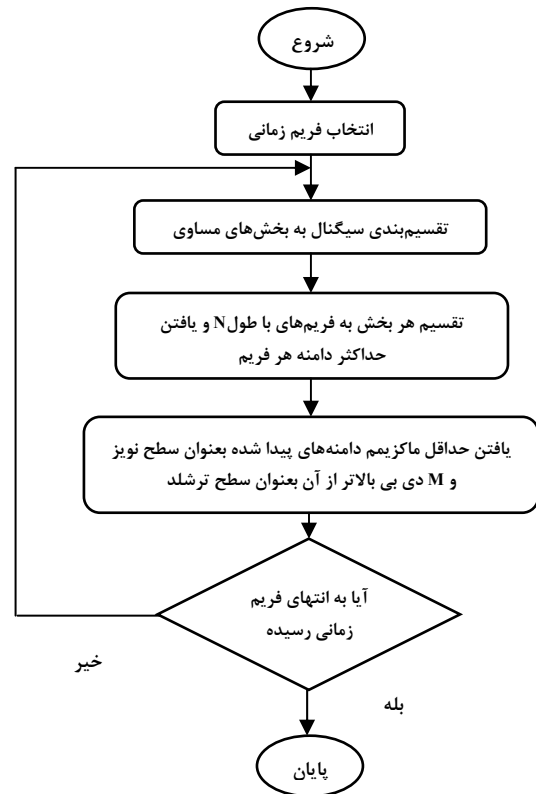 شروع
انتخاب فریم زمانی
تقسیم‌بندی سیگنال به بخش‌های مساوی
تقسیم هر بخش به فریم‌های با طول N و یافتن
حداکثر دامنه هر فریم
یافتن حداقل ماکزیمم دامنه‌های پیدا شده بعنوان سطح نویز
و M دی بی بالاتر از آن بعنوان سطح ترشلد
آیا به انتهای فریم
زمانی رسیده
خیر
بله
پایان